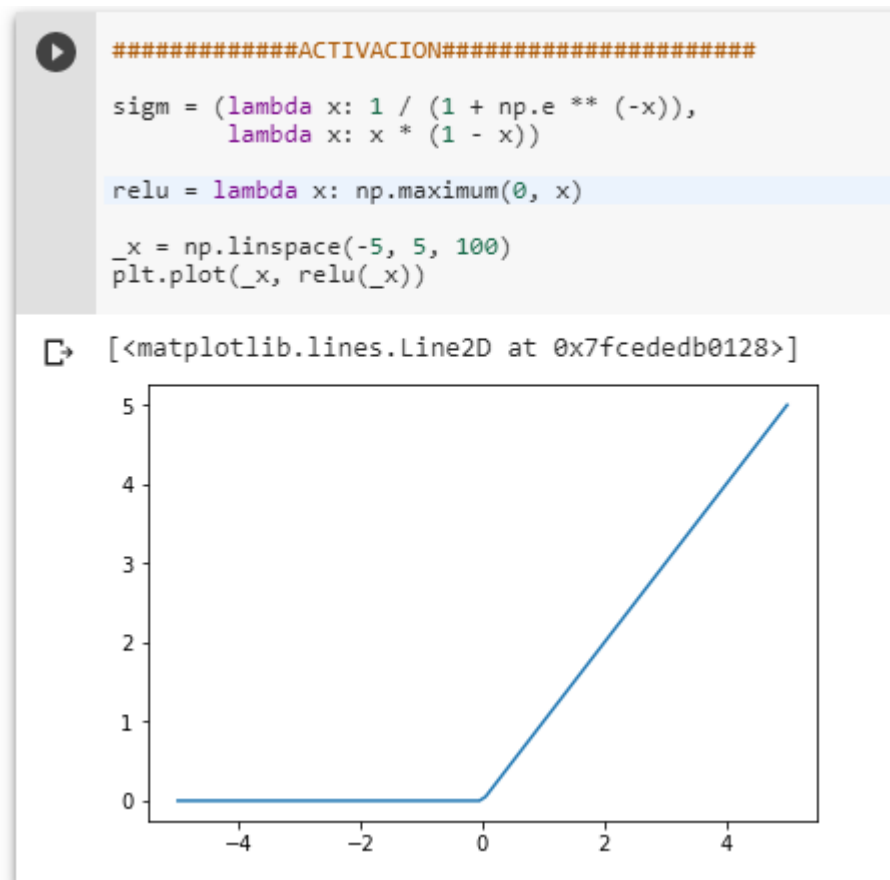 #############ACTIVACION######################
sigm = (lambda x: 1 / (1 + np.e ** (-x)),
lambda x: x * (1 - x))
relu = lambda x: np.maximum(0, x)
_x = np.linspace(-5, 5, 100)
plt.plot(_x, relu(_x))
[<matplotlib.lines.Line2D at 0x7fcededb0128>]
5
4
3
2
1
0
−4 −2 0 2 4